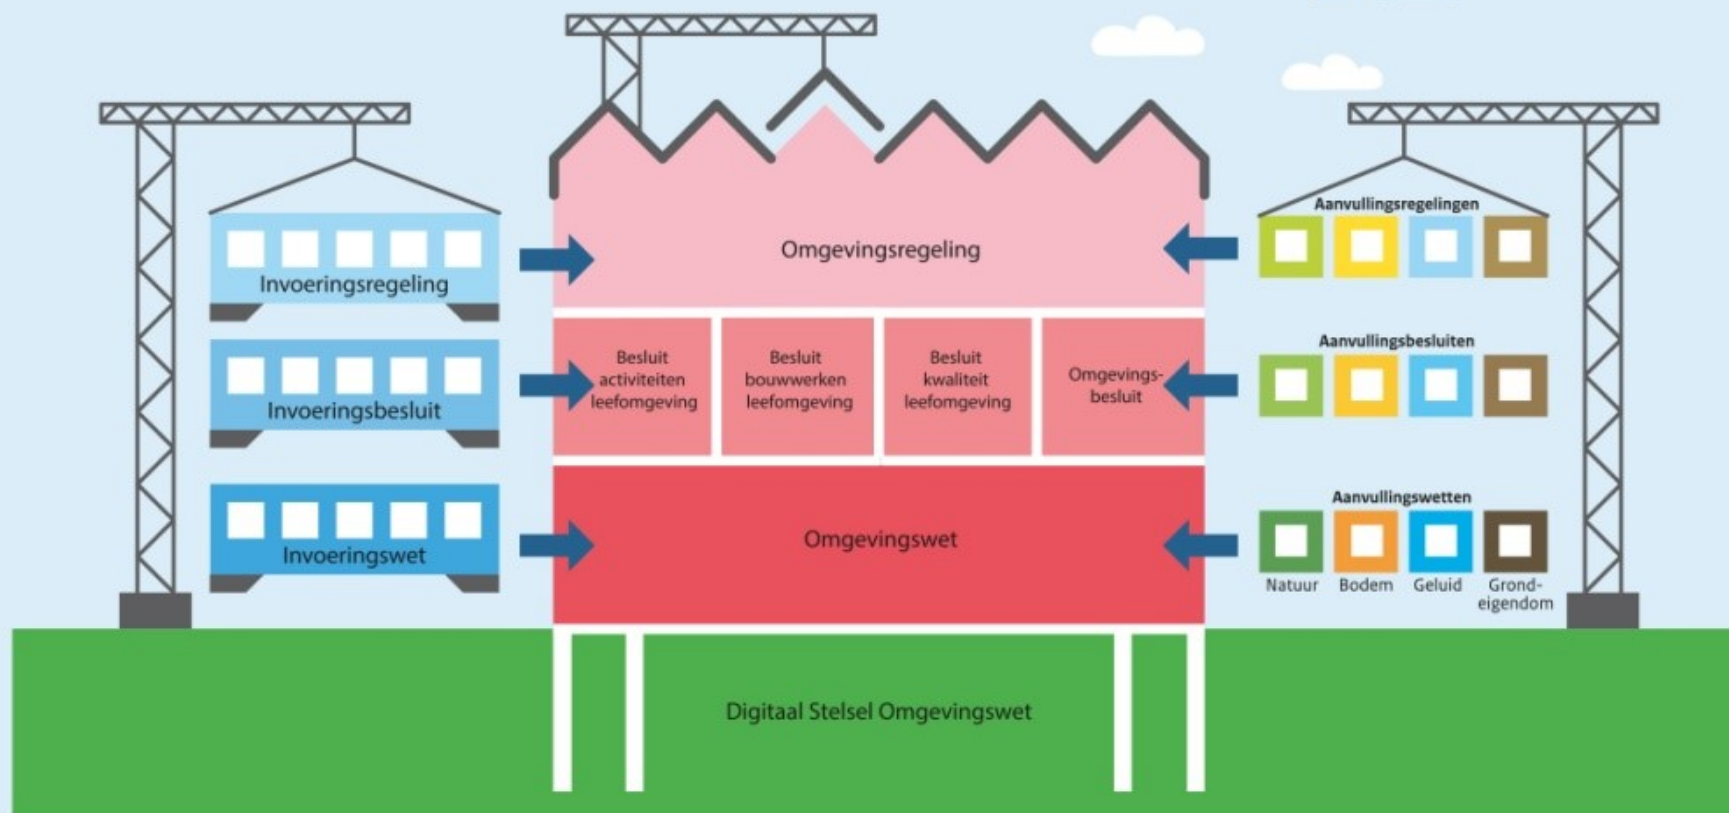 Invoeringsregeling
Invoeringsbesluit
Invoeringswet
Omgevingsregeling
Besluit
activiteiten
leefomgeving
Besluit
bouwwerken
leefomgeving
Besluit
kwaliteit
leefomgeving
Omgevings-
besluit
Omgevingswet
Digitaal Stelsel Omgevingswet
Aanvullingsregelingen
Aanvullingsbesluiten
Aanvullingswetten
Natuur
Bodem
Geluid
Grond-
eigendom